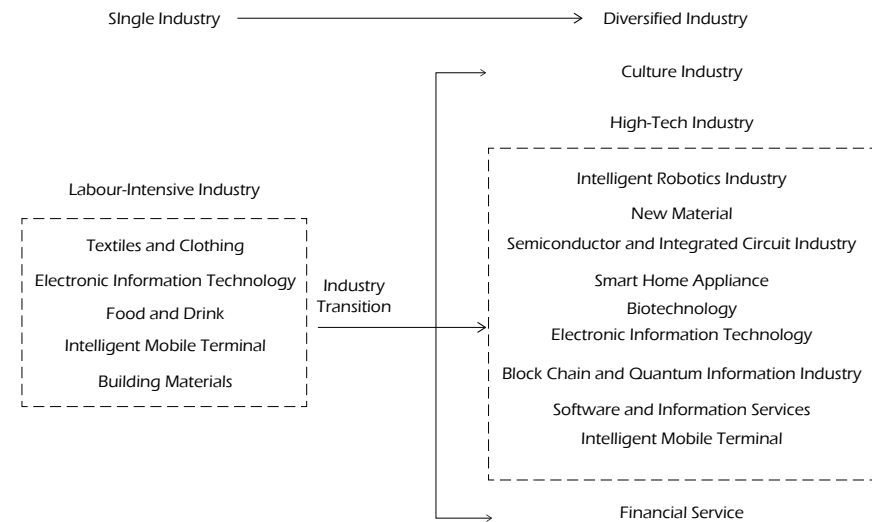 SIngle Industry
Diversified Industry
Culture Industry
High-Tech Industry
Labour-Intensive Industry
Textiles and Clothing
Electronic Information Technology
Food and Drink
Intelligent Mobile Terminal
Building Materials
Industry
Transition
Intelligent Robotics Industry
New Material
Semiconductor and Integrated Circuit Industry
Smart Home Appliance
Biotechnology
Electronic Information Technology
Block Chain and Quantum Information Industry
Software and Information Services
Intelligent Mobile Terminal
Financial Service